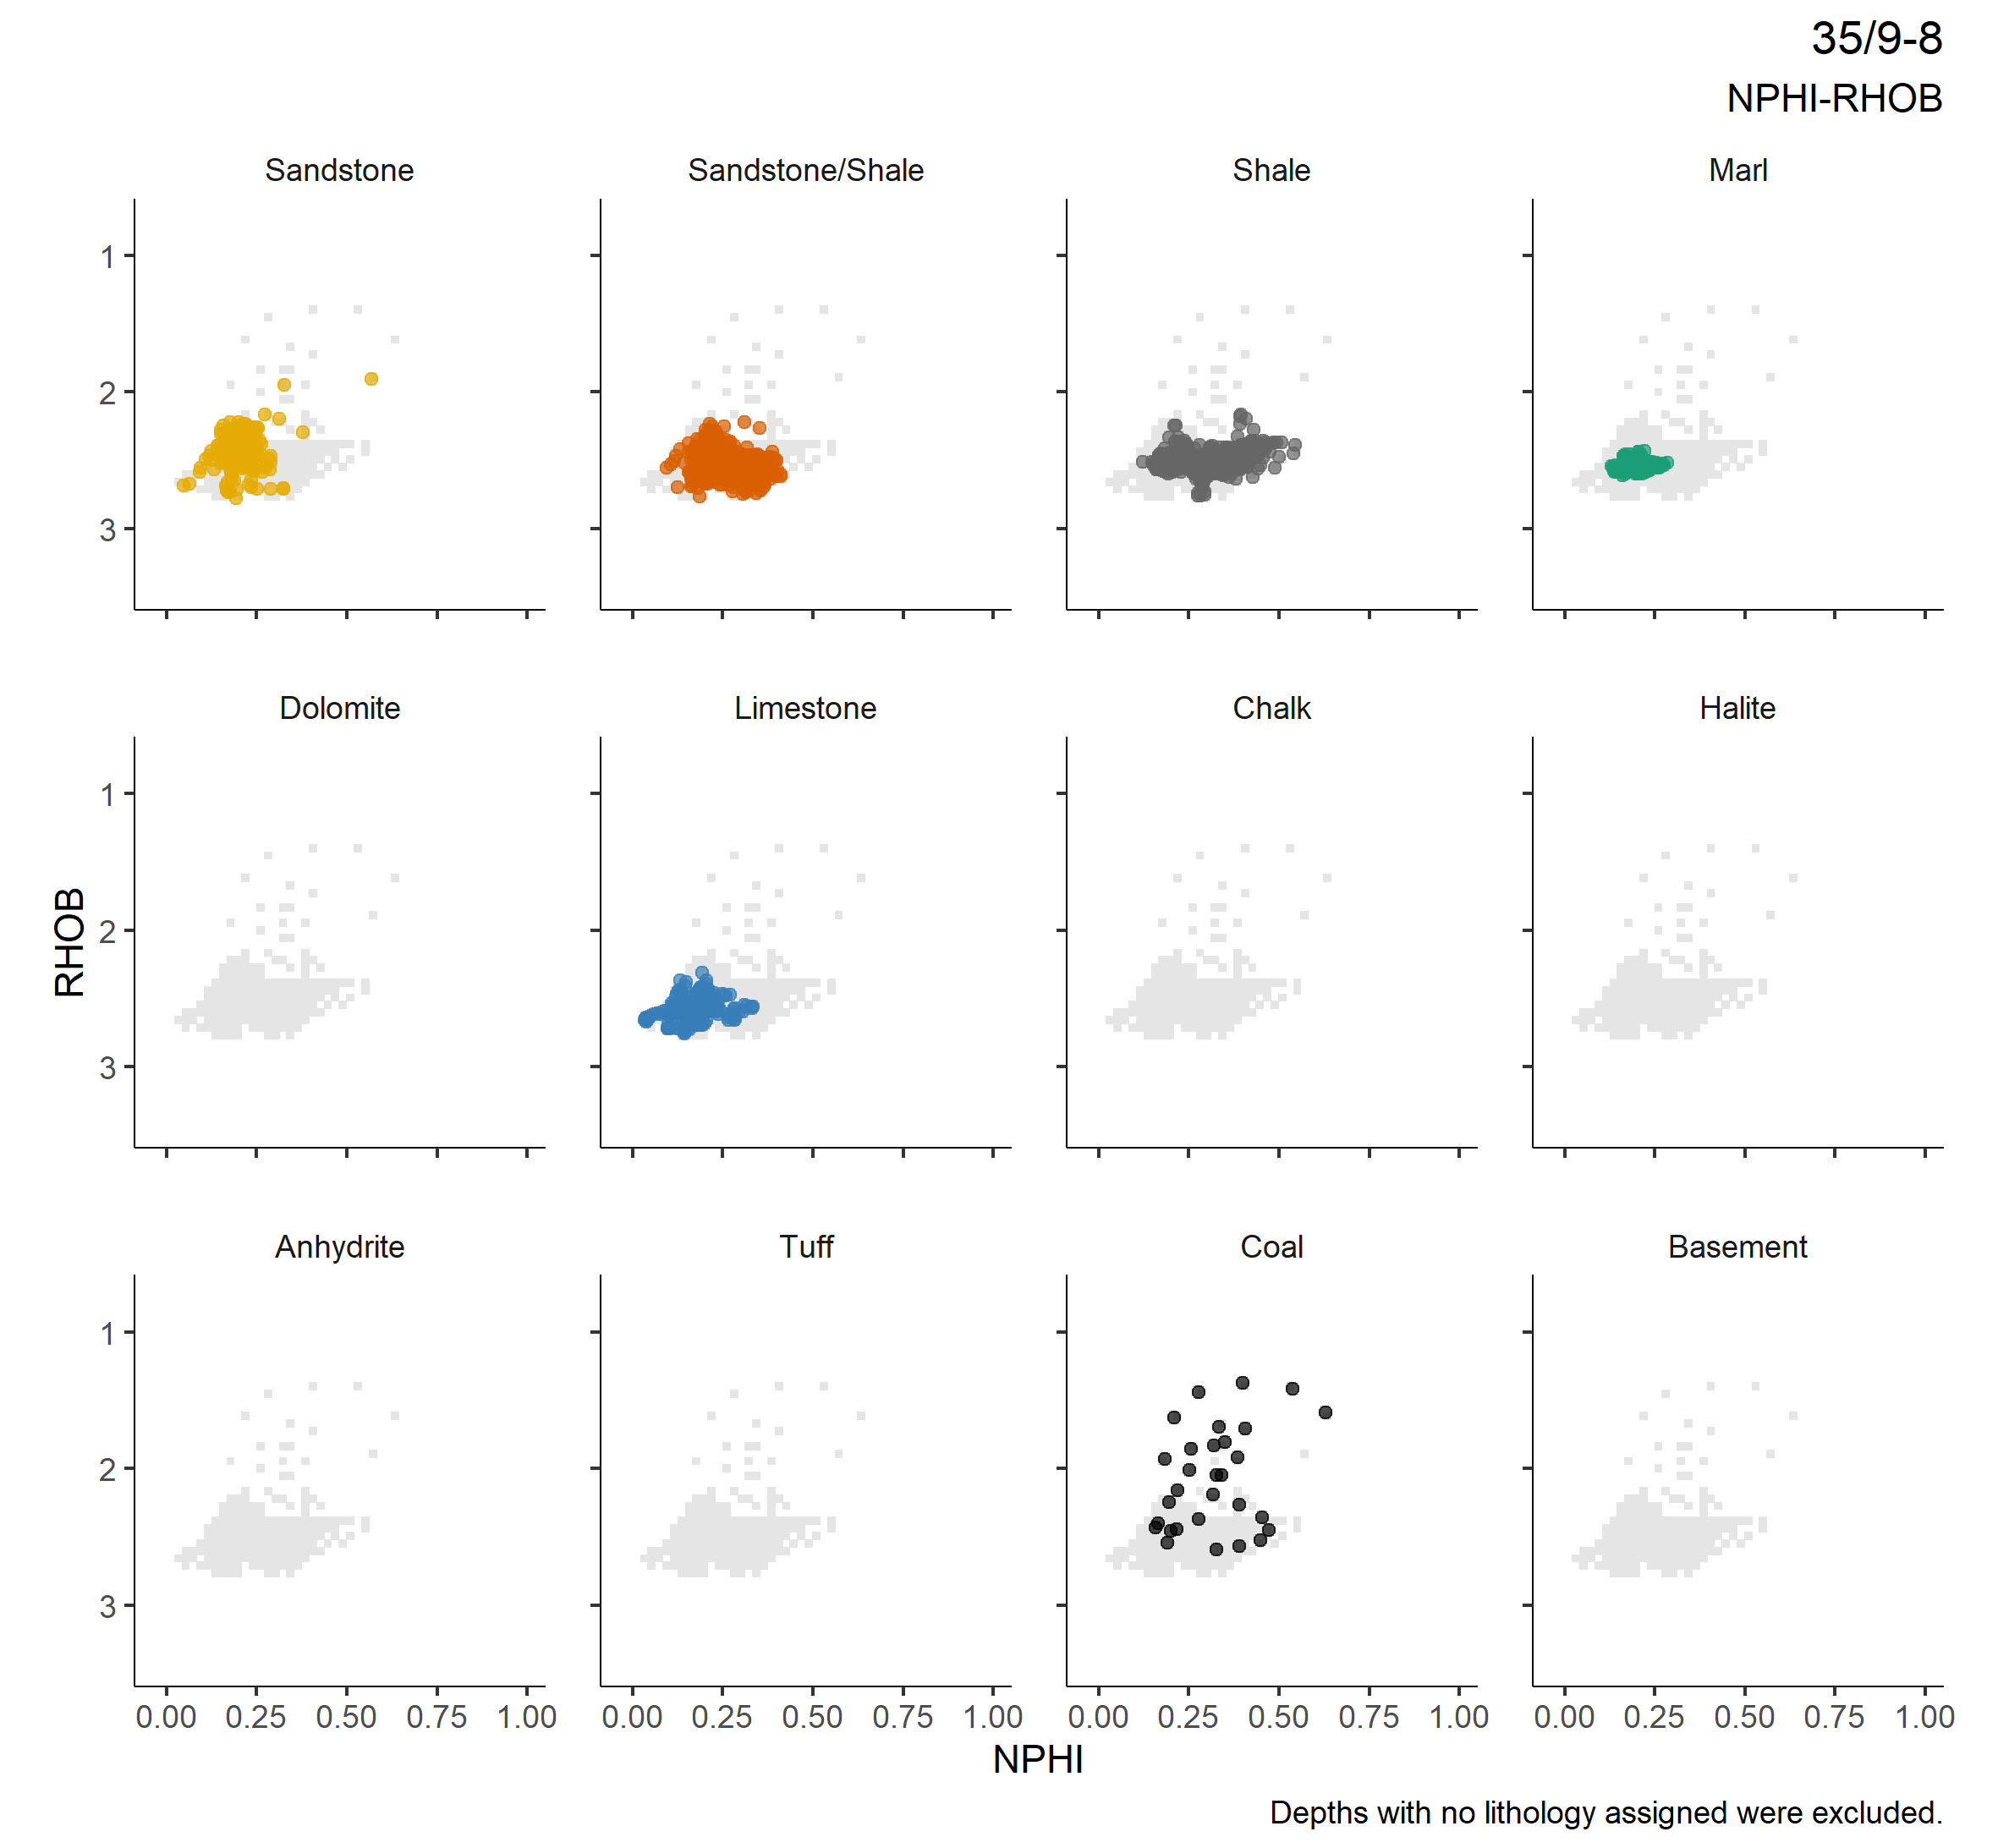 35/9-8
NPHI-RHOB
Sandstone
Sandstone/Shale
Shale
Marl
1
2
3
Dolomite
Limestone
Chalk
Halite
RHOB
1
2
3
Anhydrite
Tuff
Coal
Basement
1
2
3
0.00 0.25 0.50 0.75 1.00
0.00 0.25 0.50 0.75 1.00
0.00 0.25 0.50 0.75 1.00
0.00 0.25 0.50 0.75 1.00
NPHI
Depths with no lithology assigned were excluded.